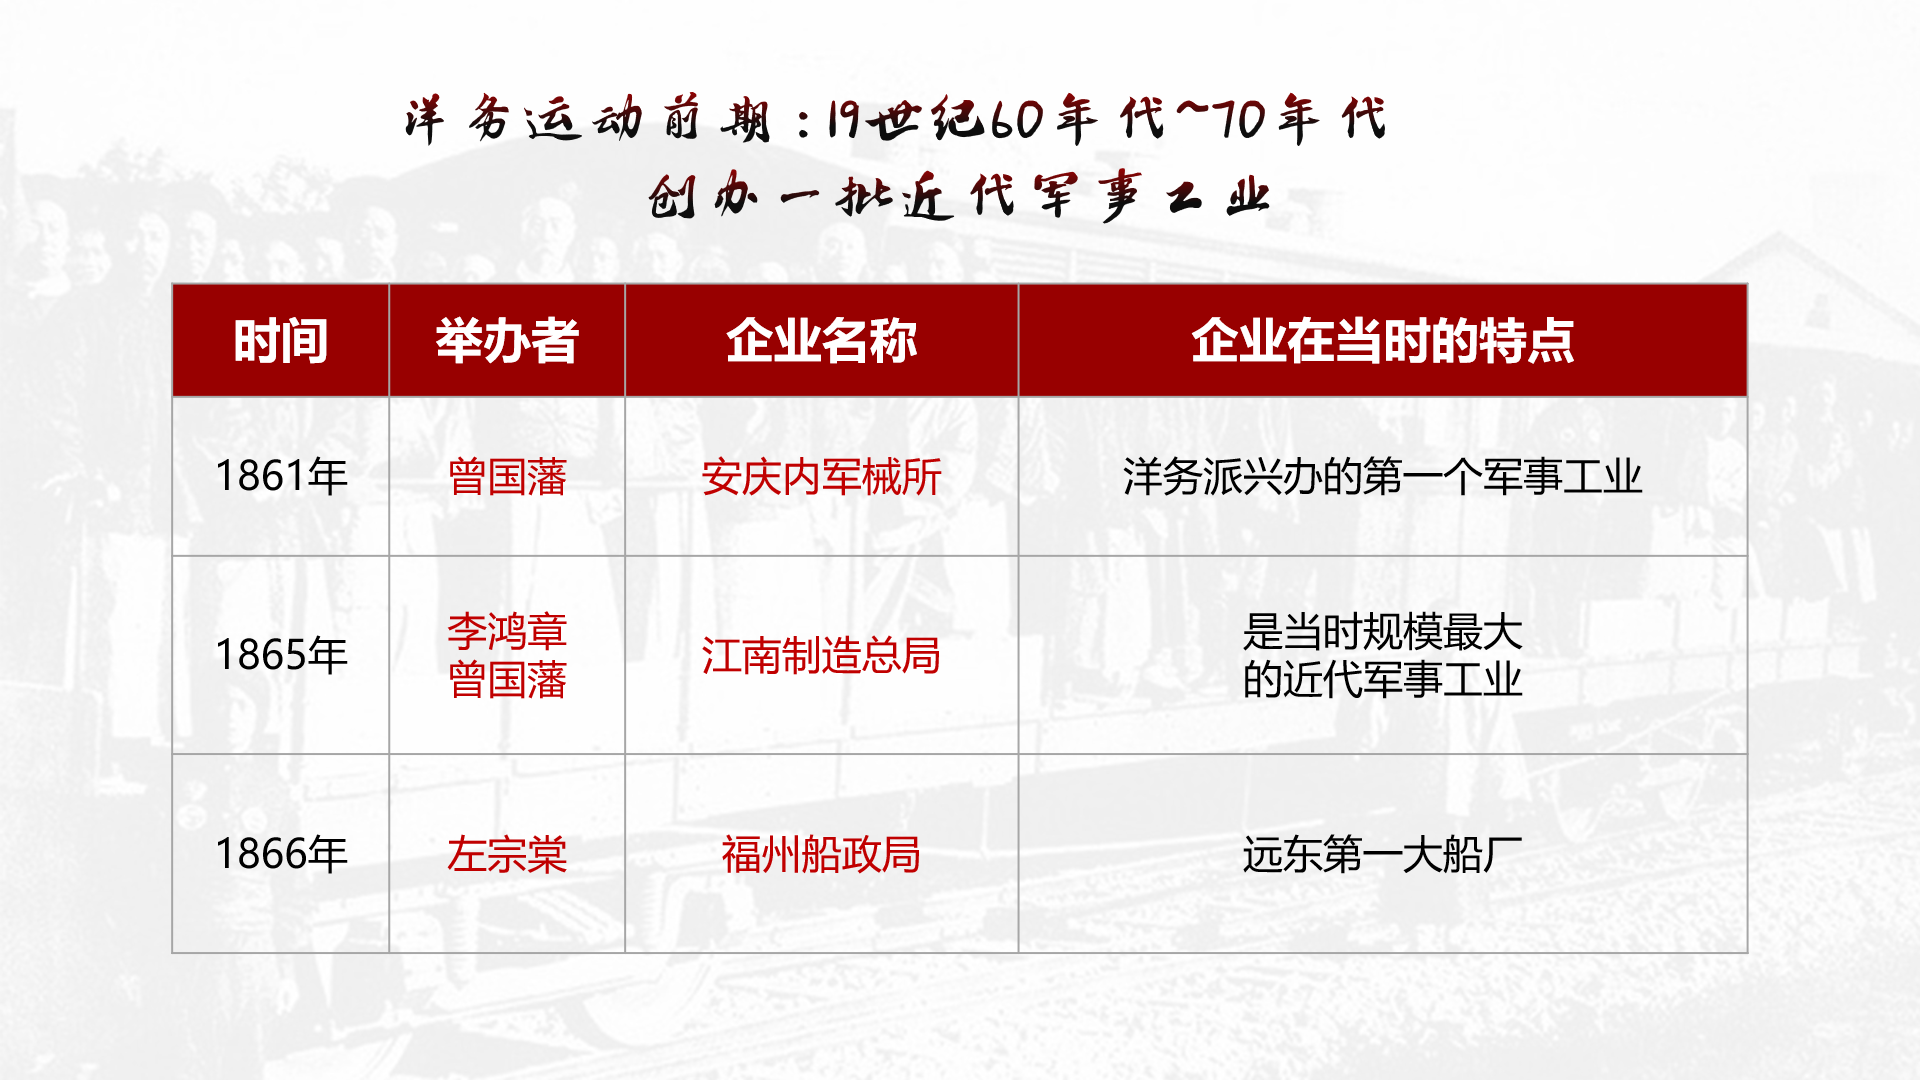 洋务运动前期:19世纪60年代~70年代
创办一批近代军事工业
时间 举办者 企业名称 企业在当时的特点
1861年 曾国藩 安庆内军械所 洋务派兴办的第一个军事工业
1865年 李鸿章 曾国藩 江南制造总局 是当时规模最大 的近代军事工业
1866年 左宗棠 福州船政局 远东第一大船厂